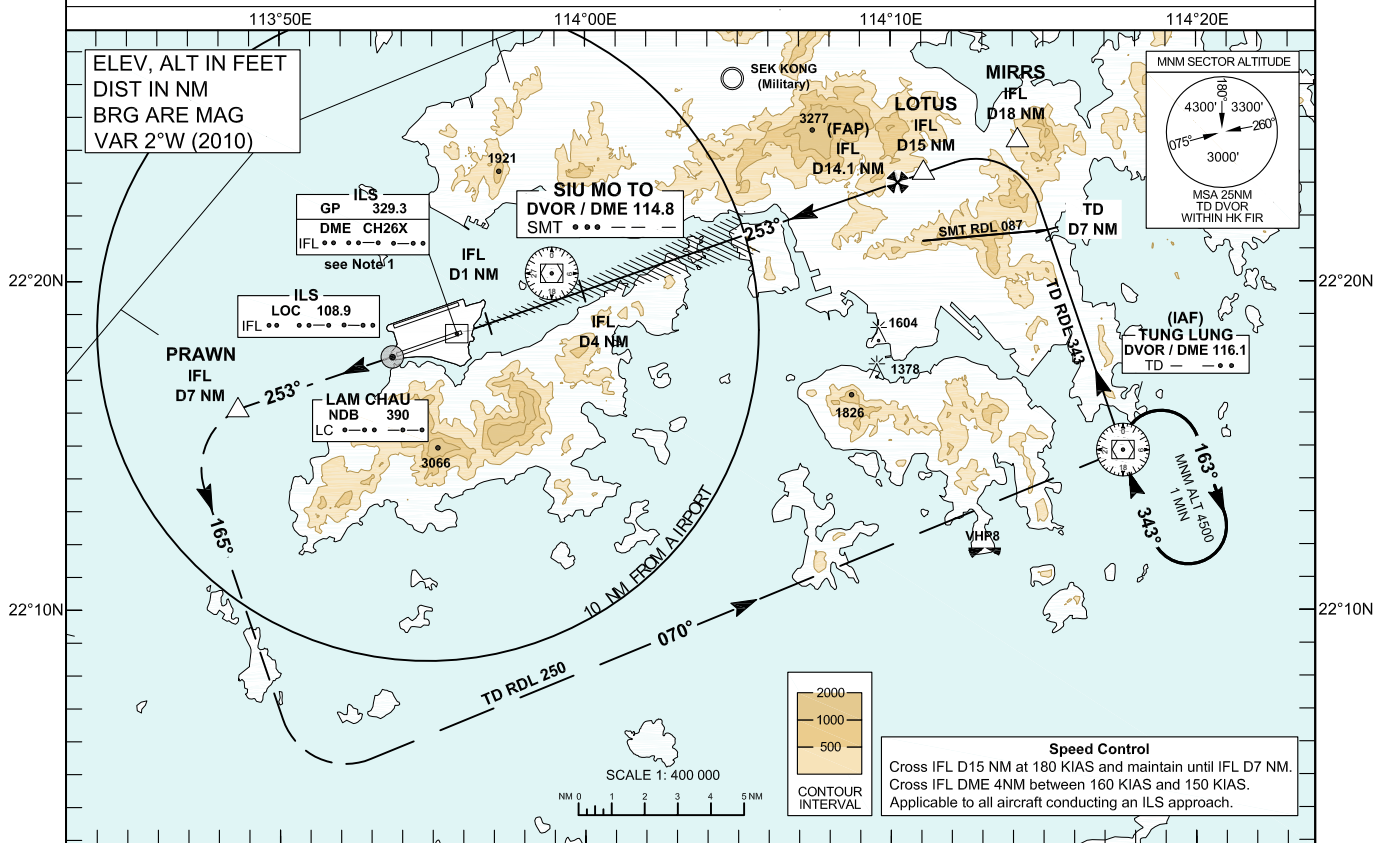 113°50E
114°00E
114°10E
114°20E
ELEV, ALT IN FEET
DIST IN NM
BRG ARE MAG
VAR 2°W (2010)
MNM SECTOR ALTITUDE
180°
4300'
3300'
075°
260°
3000'
MSA 25NM
TD DVOR
WITHIN HK FIR
SEK KONG
(Military)
MIRRS
IFL
D18 NM
LOTUS
IFL
D15 NM
3277
(FAP)
IFL
D14.1 NM
1921
ILS
GP 329.3
DME CH26X
IFL
see Note 1
SIU MO TO
DVOR / DME 114.8
SMT
TD
D7 NM
SMT RDL 087
253°
IFL
D1 NM
22°20N
22°20N
ILS
LOC 108.9
IFL
IFL
D4 NM
TD RDL 343
1604
1378
(IAF)
TUNG LUNG
DVOR / DME 116.1
TD
PRAWN
IFL
D7 NM
253°
LAM CHAU
NDB 390
LC
1826
3066
163°
MNM ALT 4500
1 MIN
343°
165°
VHP8
10 NM FROM AIRPORT
22°10N
22°10N
070°
TD RDL 250
2000
1000
500
CONTOUR
INTERVAL
SCALE 1: 400 000
NM 0 1 2 3 4 5 NM
Speed Control
Cross IFL D15 NM at 180 KIAS and maintain until IFL D7 NM.
Cross IFL DME 4NM between 160 KIAS and 150 KIAS.
Applicable to all aircraft conducting an ILS approach.